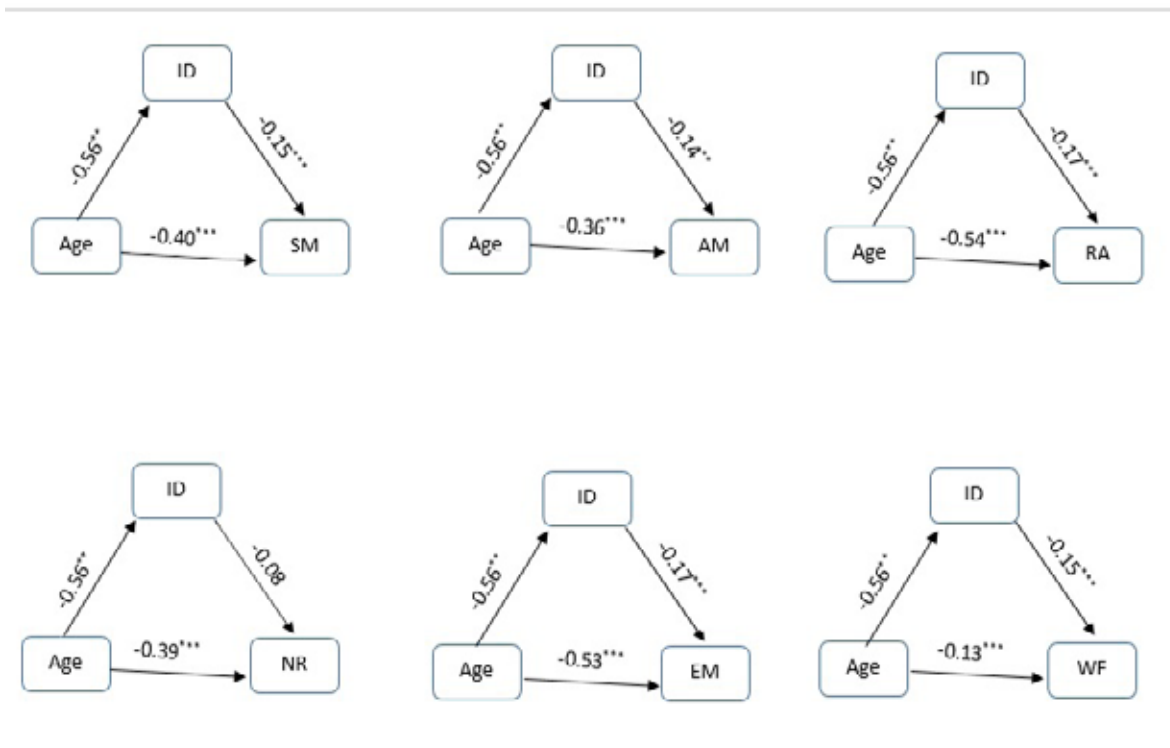 ID
-0.56**
-0.15***
Age
-0.40***
SM
ID
-0.56**
-0.14**
Age
-0.36***
AM
ID
-0.56**
-0.17***
Age
-0.54***
RA
ID
-0.56**
-0.08
Age
-0.39***
NR
ID
-0.56**
-0.17***
Age
-0.53***
EM
ID
-0.56**
-0.15***
Age
-0.13***
WF